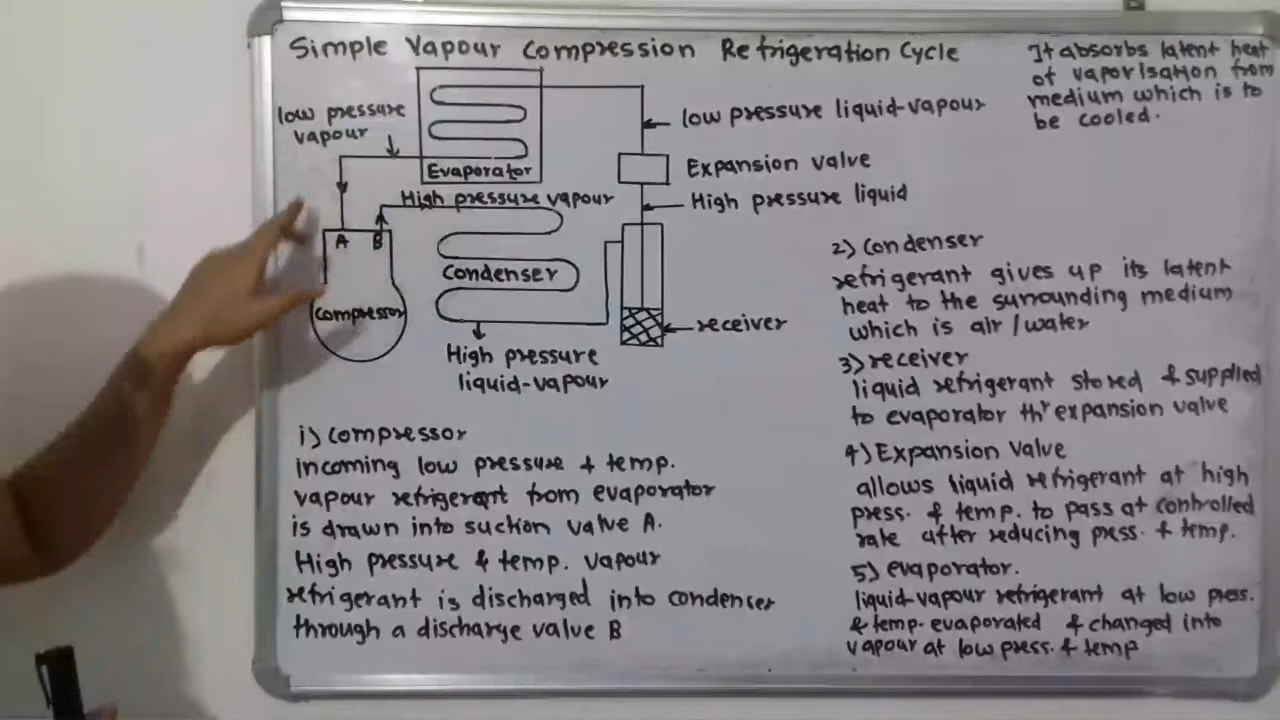 Simple Vapour Compression Refrigeration Cycle
It absorbs latent heat
of vaporisation from
medium which is to
be cooled.
low pressure
vapour
Evaporator
low pressure liquid-vapour
Expansion valve
High pressure liquid
High pressure vapour
A B
Condenser
Compressor
receiver
High pressure
liquid-vapour
1) compressor
incoming low pressure & temp.
vapour refrigerant from evaporator
is drawn into suction valve A.
High pressure & temp. vapour
refrigerant is discharged into condenser
through a discharge valve B
2) condenser
refrigerant gives up its latent
heat to the surrounding medium
which is air/water
3) receiver
liquid refrigerant stored & supplied
to evaporator thr expansion valve
4) Expansion valve
allows liquid refrigerant at high
press. & temp. to pass at controlled
rate after reducing press. & temp.
5) evaporator.
liquid-vapour refrigerant at low press.
& temp. evaporated & changed into
vapour at low press. & temp